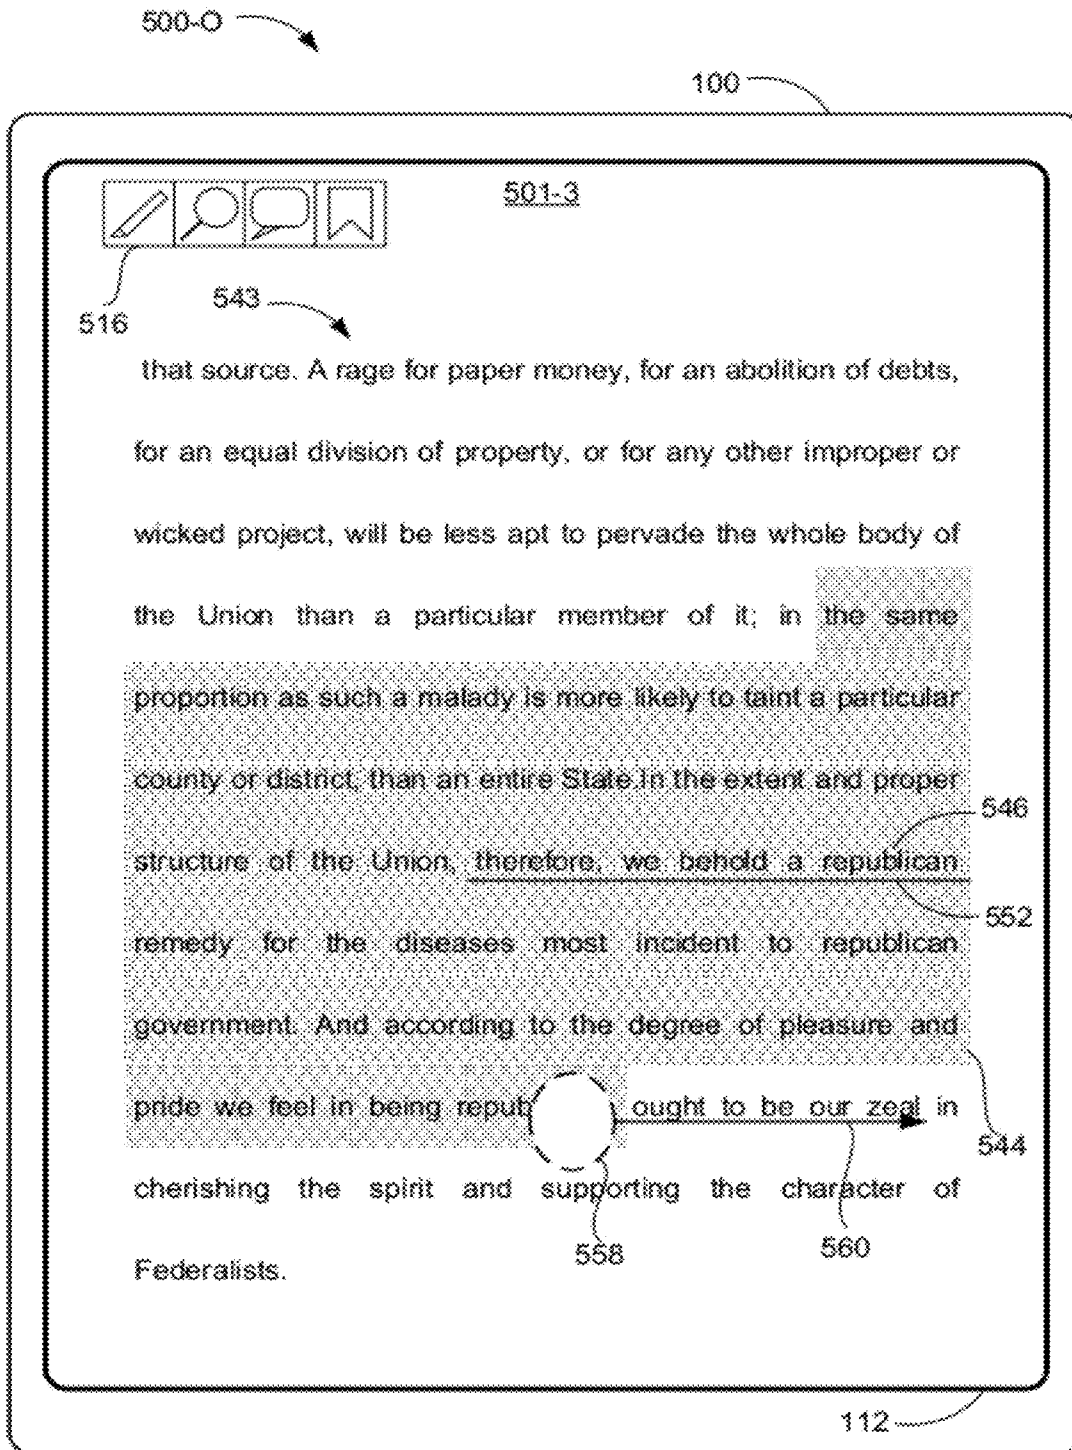 500-O
100
501-3
516
543
that source. A rage for paper money, for an abolition of debts,
for an equal division of property, or for any other improper or
wicked project, will be less apt to pervade the whole body of
the Union than a particular member of it; in the same
proportion as such a malady is more likely to taint a particular
county or district, than an entire State.In the extent and proper
546
structure of the Union, therefore, we behold a republican
552
remedy for the diseases most incident to republican
government. And according to the degree of pleasure and
pride we feel in being repub ought to be our zeal in
544
cherishing the spirit and supporting the character of
558
560
Federalists.
112